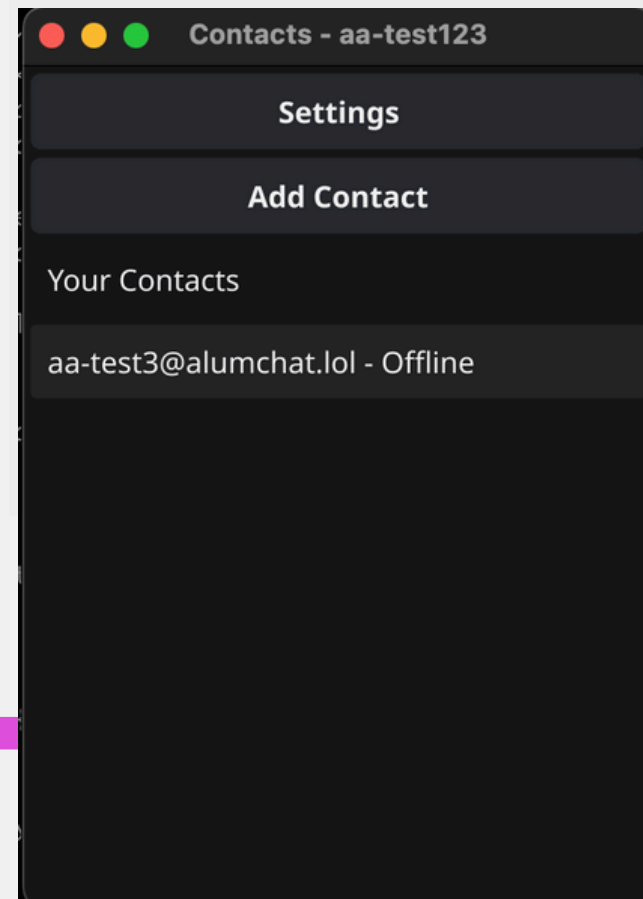 Contacts - aa-test123
Settings
Add Contact
Your Contacts
aa-test3@alumchat.lol - Offline